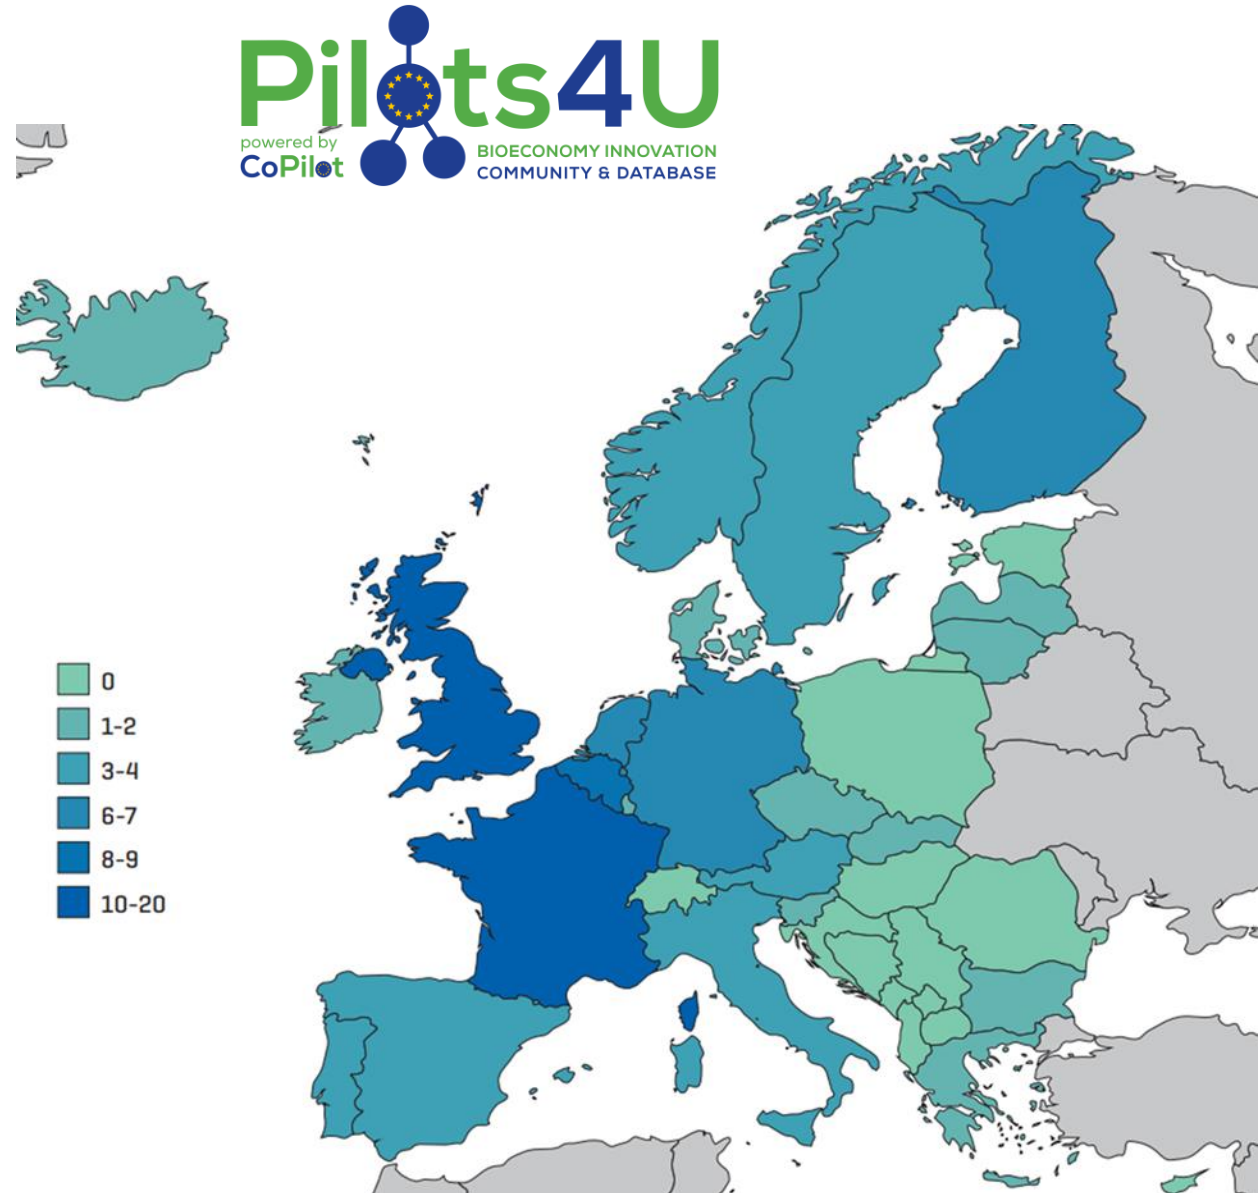 Pilots4U
powered by
CoPilot
BIOECONOMY INNOVATION
COMMUNITY & DATABASE
0
1-2
3-4
6-7
8-9
10-20